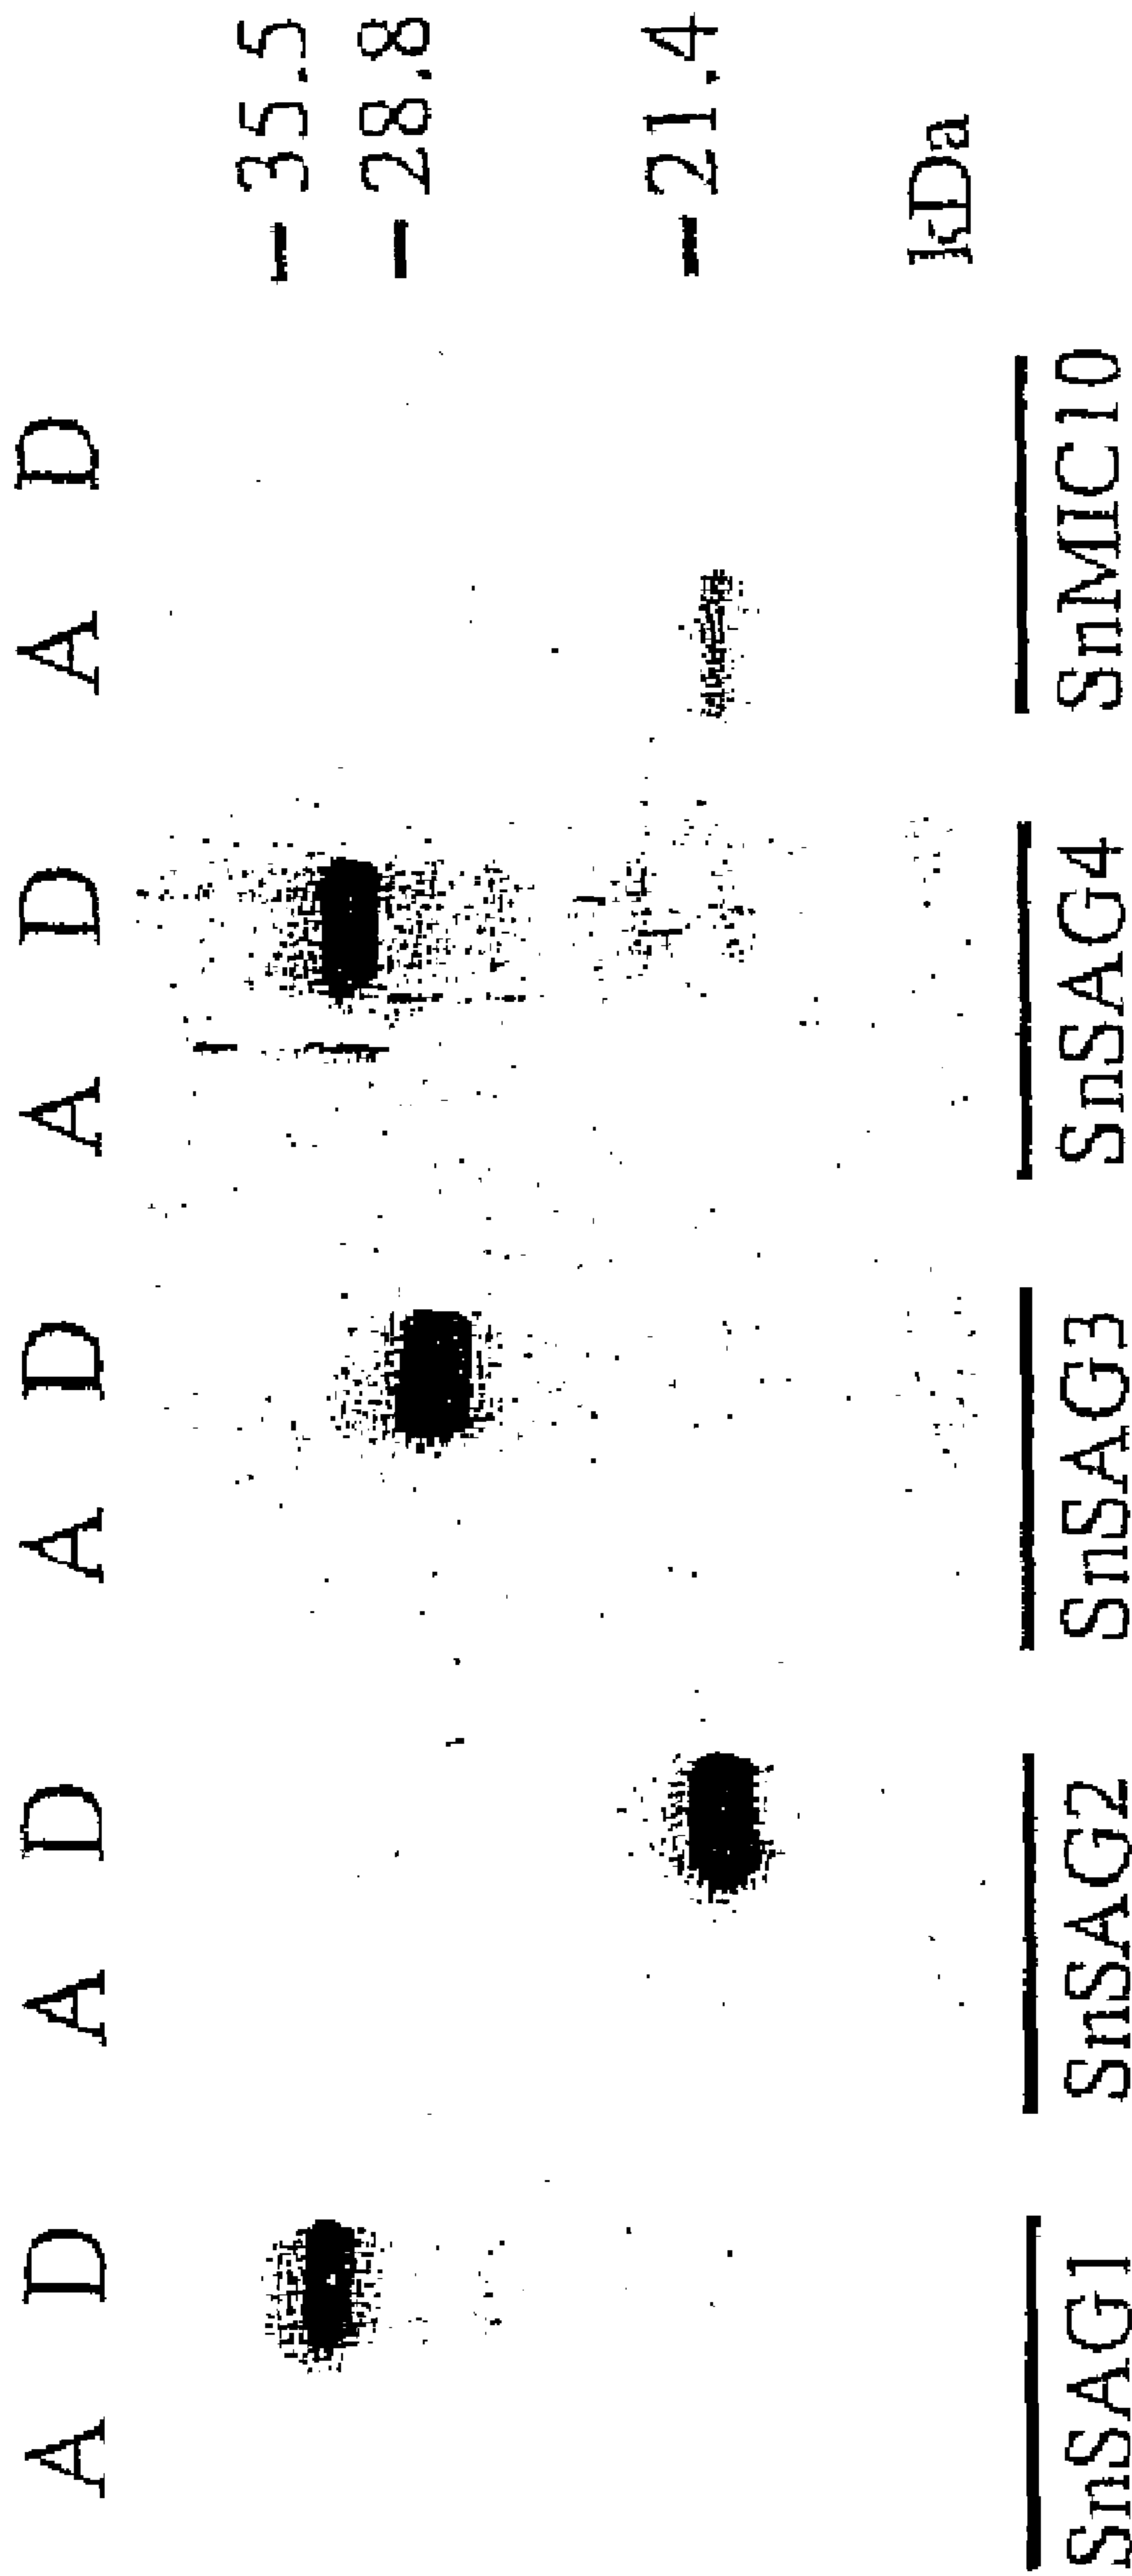 A D A D A D A D A D
35.5
28.8
21.4
kDa
SnSAG1 SnSAG2 SnSAG3 SnSAG4 SnMIC10